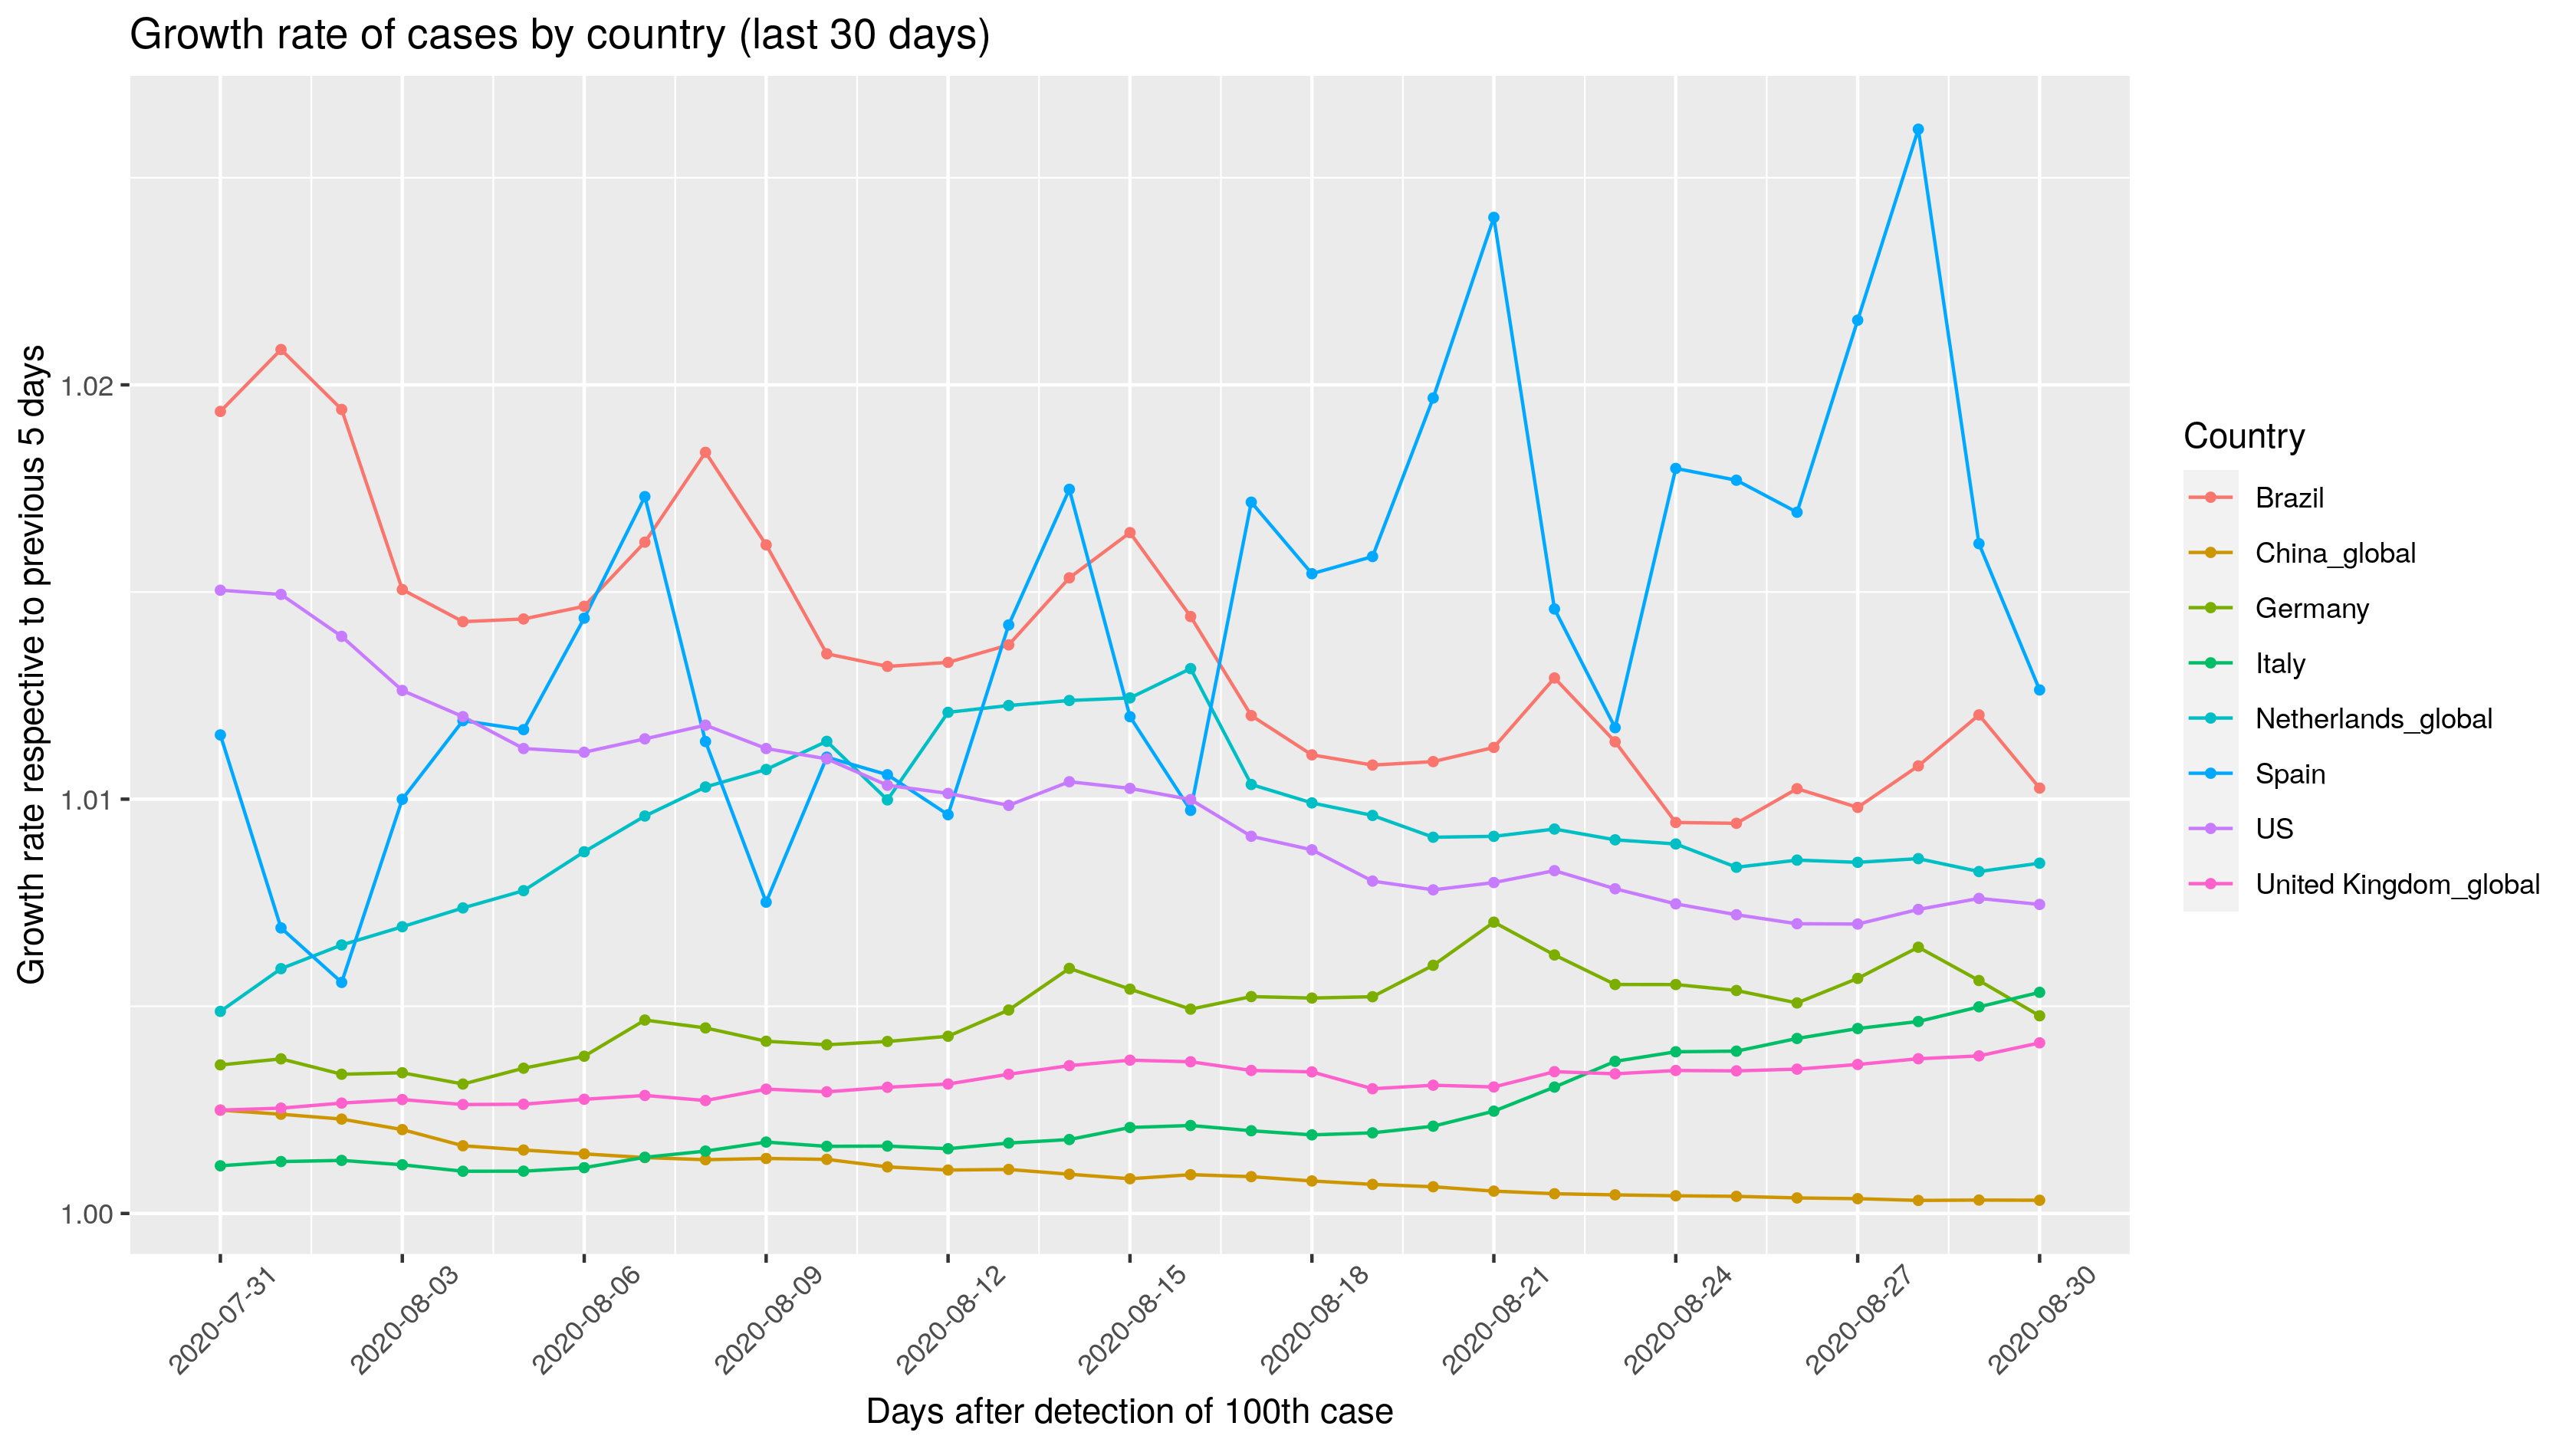 Growth rate of cases by country (last 30 days)
Growth rate respective to previous 5 days
1.02
1.01
1.00
2020-07-31
2020-08-03
2020-08-06
2020-08-09
2020-08-12
2020-08-15
2020-08-18
2020-08-21
2020-08-24
2020-08-27
2020-08-30
Days after detection of 100th case
Country
Brazil
China_global
Germany
Italy
Netherlands_global
Spain
US
United Kingdom_global